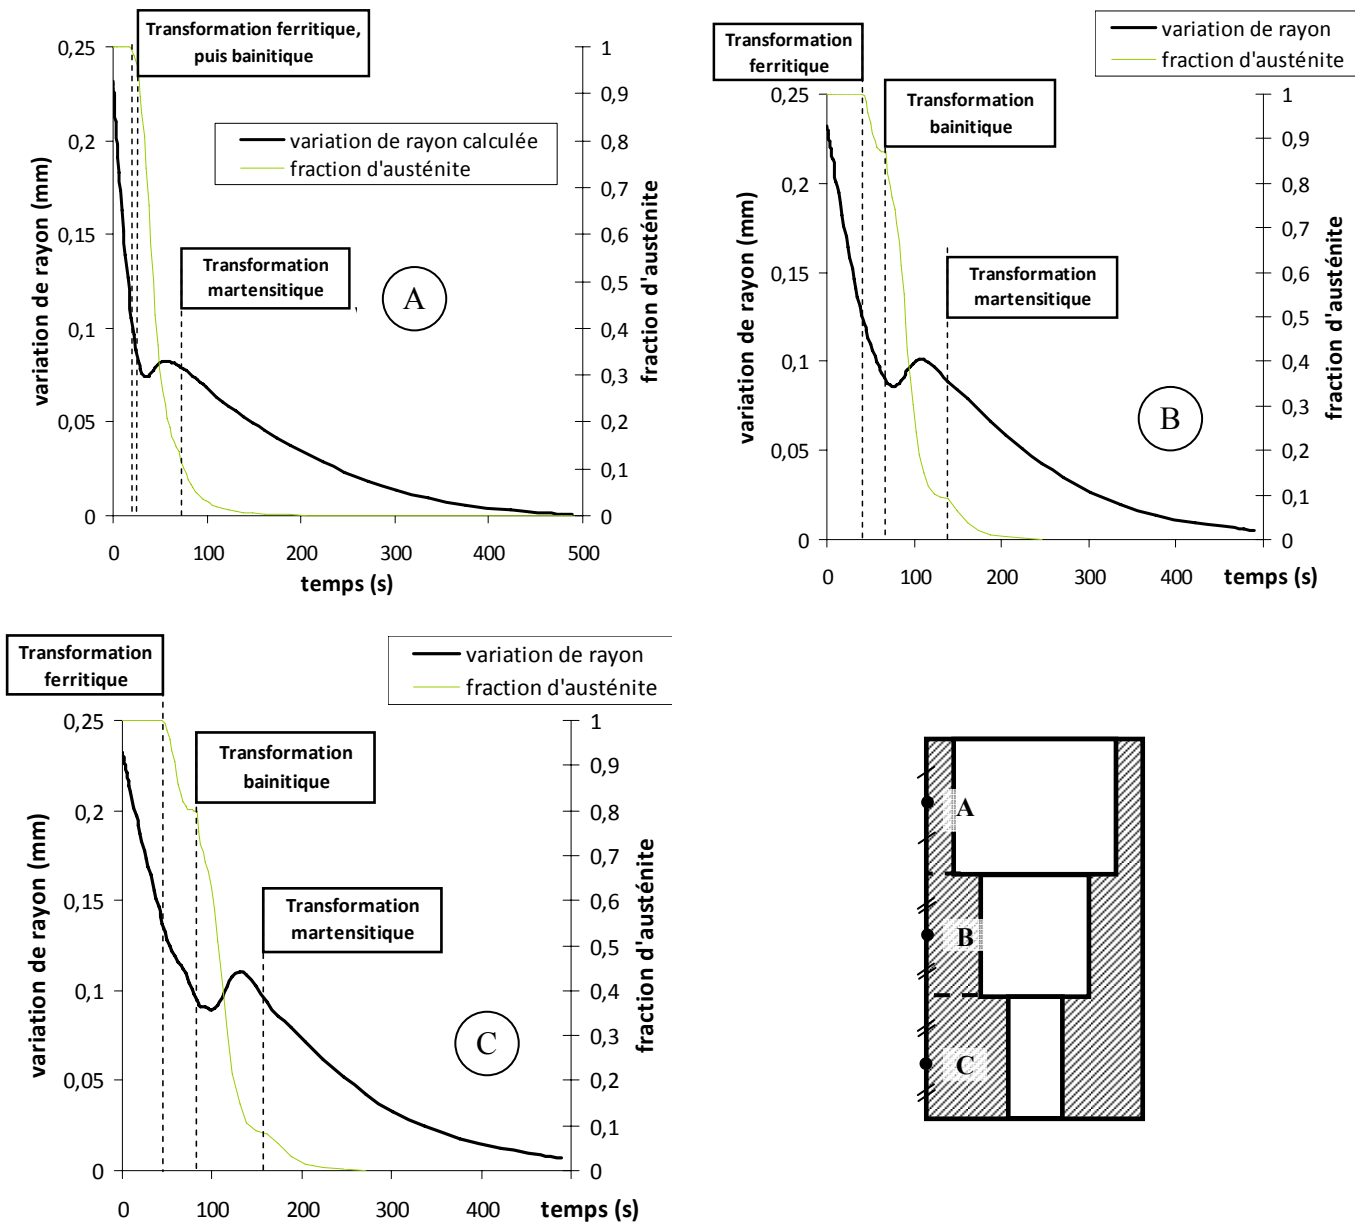 Transformation ferritique,
puis bainitique
variation de rayon calculée
fraction d'austénite
Transformation
martensitique
A
0,25
0,2
0,15
0,1
0,05
0
variation de rayon (mm)
1
0,9
0,8
0,7
0,6
0,5
0,4
0,3
0,2
0,1
0
fraction d'austénite
0 100 200 300 400 500
temps (s)
variation de rayon
fraction d'austénite
Transformation
ferritique
Transformation
bainitique
Transformation
martensitique
B
0,25
0,2
0,15
0,1
0,05
0
variation de rayon (mm)
1
0,9
0,8
0,7
0,6
0,5
0,4
0,3
0,2
0,1
0
fraction d'austénite
0 100 200 300 400 temps (s)
Transformation
ferritique
variation de rayon
fraction d'austénite
Transformation
bainitique
Transformation
martensitique
C
0,25
0,2
0,15
0,1
0,05
0
variation de rayon (mm)
1
0,9
0,8
0,7
0,6
0,5
0,4
0,3
0,2
0,1
0
fraction d'austénite
0 100 200 300 400 temps (s)
A
B
C